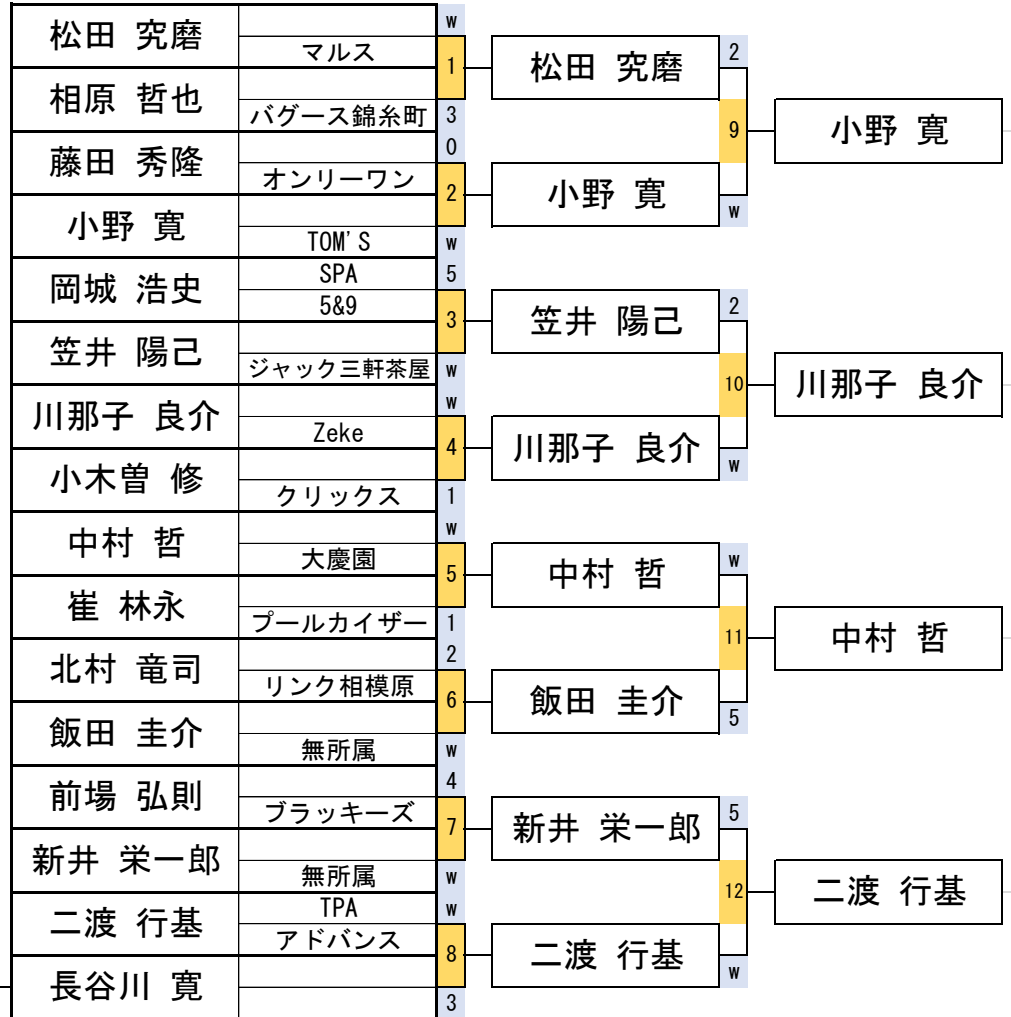 松田 究磨
マルス
w
1
相原 哲也
バグース錦糸町
3
藤田 秀隆
オンリーワン
0
2
小野 寛
TOM'S
w
岡城 浩史
SPA
5&9
5
3
笠井 陽己
ジャック三軒茶屋
w
川那子 良介
Zeke
w
4
小木曽 修
クリックス
1
中村 哲
大慶園
w
5
崔 林永
プールカイザー
1
北村 竜司
リンク相模原
2
6
飯田 圭介
無所属
w
前場 弘則
ブラッキーズ
4
7
新井 栄一郎
無所属
w
二渡 行基
TPA
アドバンス
w
8
長谷川 寛
3
松田 究磨
2
9
小野 寛
w
笠井 陽己
2
10
川那子 良介
w
中村 哲
w
11
飯田 圭介
5
新井 栄一郎
5
12
二渡 行基
w
小野 寛
川那子 良介
中村 哲
二渡 行基